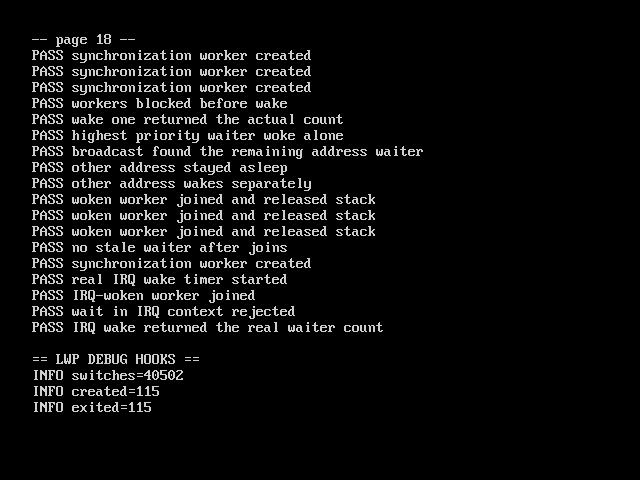 -- page 18 --
PASS synchronization worker created
PASS synchronization worker created
PASS synchronization worker created
PASS workers blocked before wake
PASS wake one returned the actual count
PASS highest priority waiter woke alone
PASS broadcast found the remaining address waiter
PASS other address stayed asleep
PASS other address wakes separately
PASS woken worker joined and released stack
PASS woken worker joined and released stack
PASS woken worker joined and released stack
PASS no stale waiter after joins
PASS synchronization worker created
PASS real IRQ wake timer started
PASS IRQ-woken worker joined
PASS wait in IRQ context rejected
PASS IRQ wake returned the real waiter count
== LWP DEBUG HOOKS ==
INFO switches=40502
INFO created=115
INFO exited=115